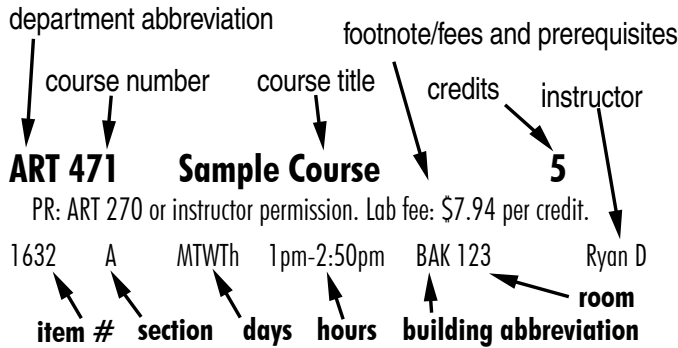 department abbreviation
footnote/fees and prerequisites
course number course title credits instructor
ART 471 Sample Course 5
PR: ART 270 or instructor permission. Lab fee: $7.94 per credit.
1632 A MTWTh 1pm-2:50pm BAK 123 Ryan D
room
item # section days hours building abbreviation